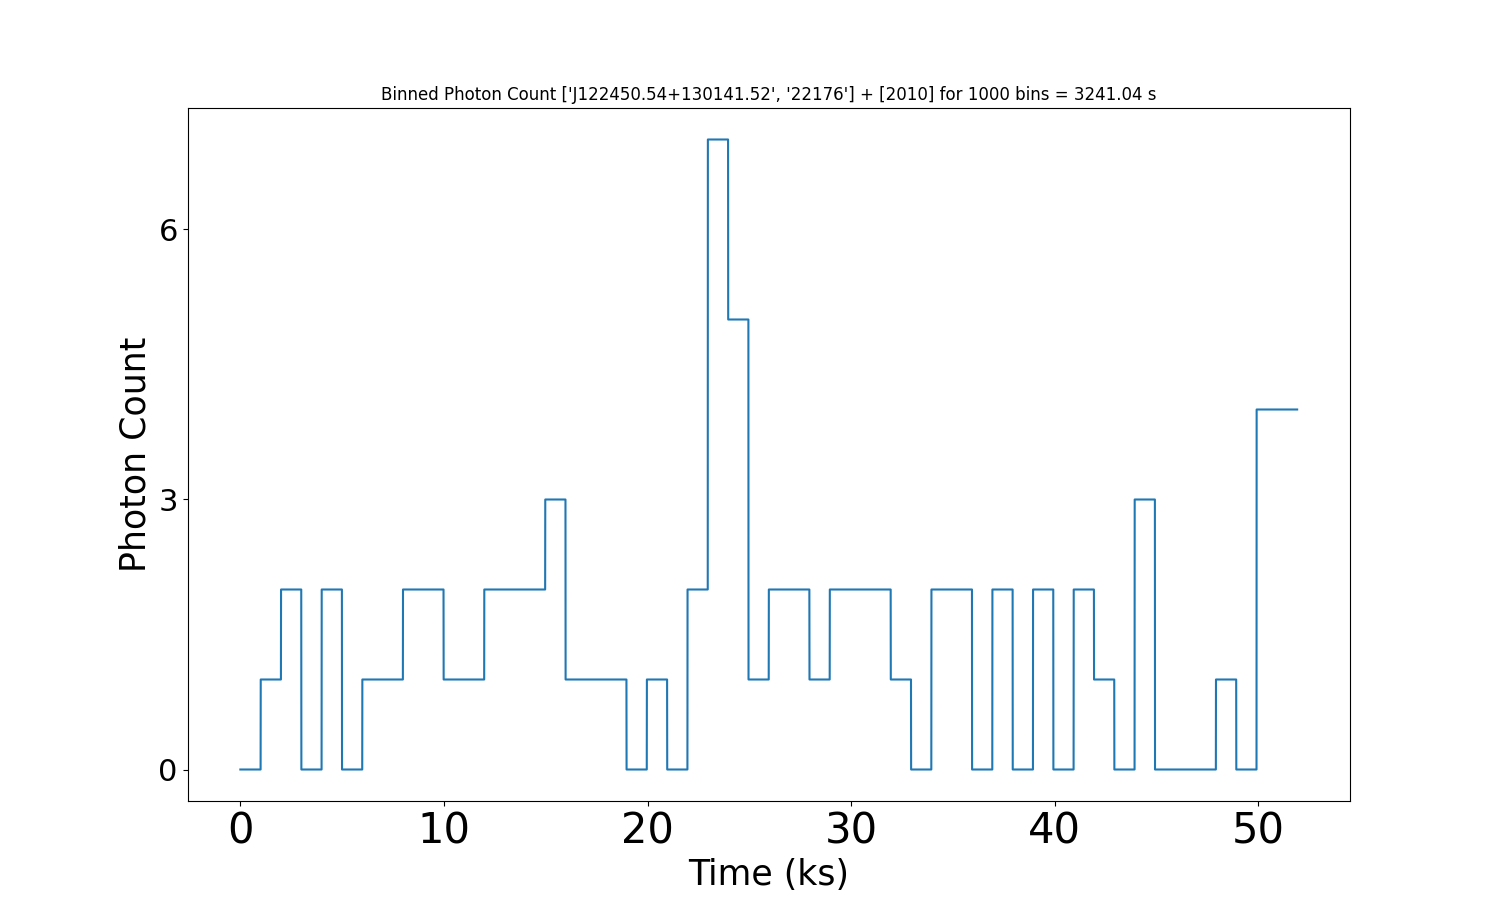 Binned Photon Count ['J122450.54+130141.52', '22176'] + [2010] for 1000 bins = 3241.04 s
6
3
0
Photon Count
0 10 20 30 40 50
Time (ks)